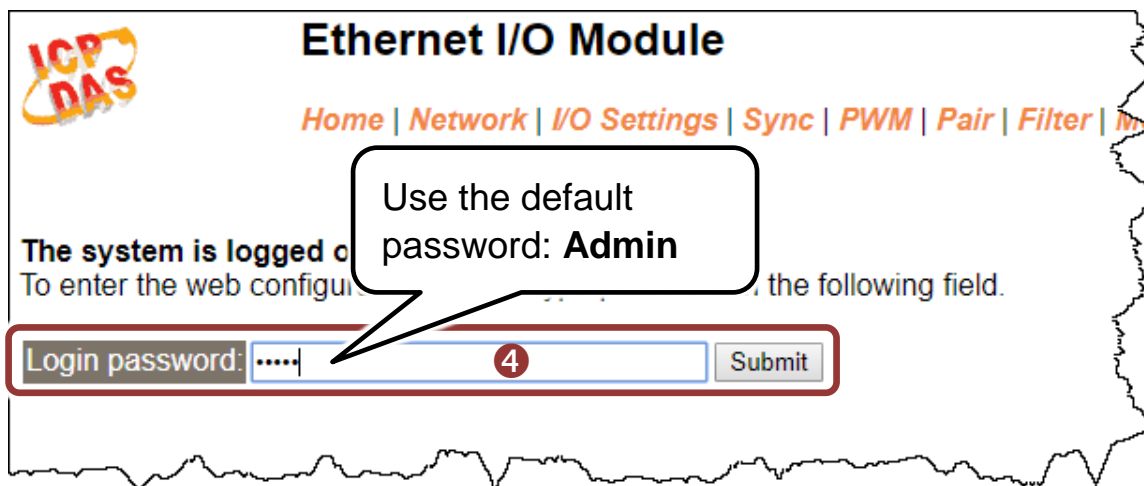 ICP
DAS
Ethernet I/O Module
Home | Network | I/O Settings | Sync | PWM | Pair | Filter |
Use the default
password: Admin
The system is logged
To enter the web the following field.
Login password: ••••• 4 Submit